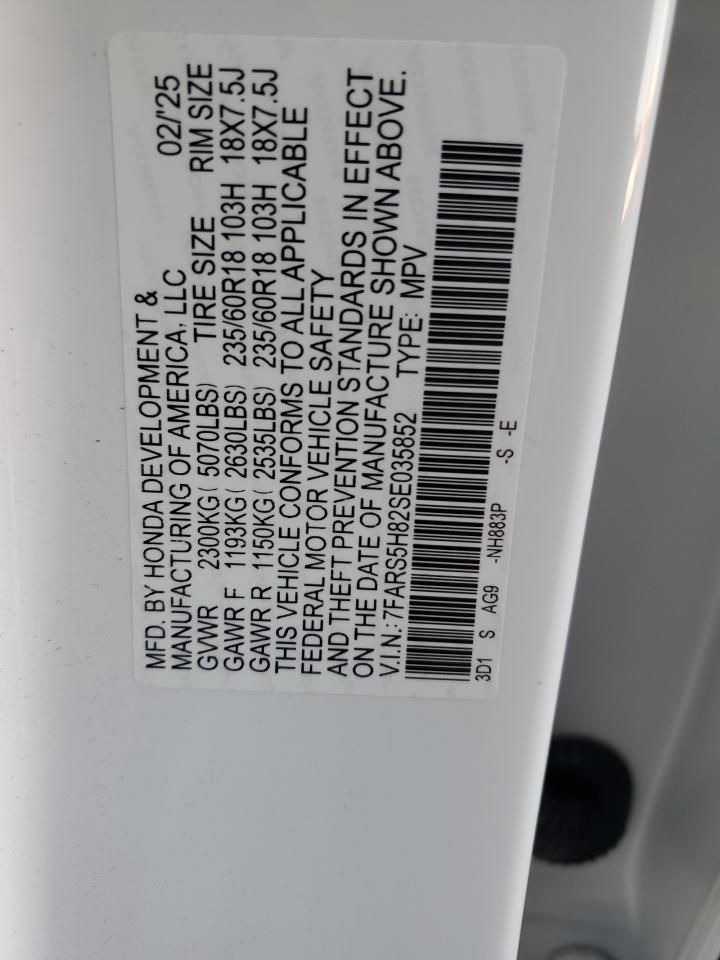 MFD. BY HONDA DEVELOPMENT & 02/'25
MANUFACTURING OF AMERICA, LLC
GVWR 2300KG( 5070LBS) TIRE SIZE RIM SIZE
GAWR F 1193KG( 2630LBS) 235/60R18 103H 18X7.5J
GAWR R 1150KG( 2535LBS) 235/60R18 103H 18X7.5J
THIS VEHICLE CONFORMS TO ALL APPLICABLE
FEDERAL MOTOR VEHICLE SAFETY
AND THEFT PREVENTION STANDARDS IN EFFECT
ON THE DATE OF MANUFACTURE SHOWN ABOVE.
V.I.N.: 7FARS5H82SE035852 TYPE: MPV
3D1 S AG9 -NH883P -S -E